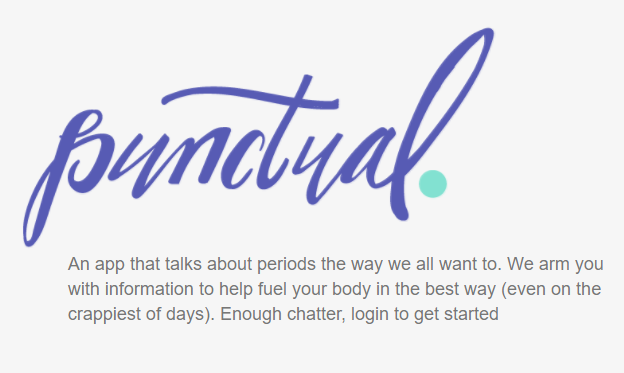 punctual.
An app that talks about periods the way we all want to. We arm you
with information to help fuel your body in the best way (even on the
crappiest of days). Enough chatter, login to get started